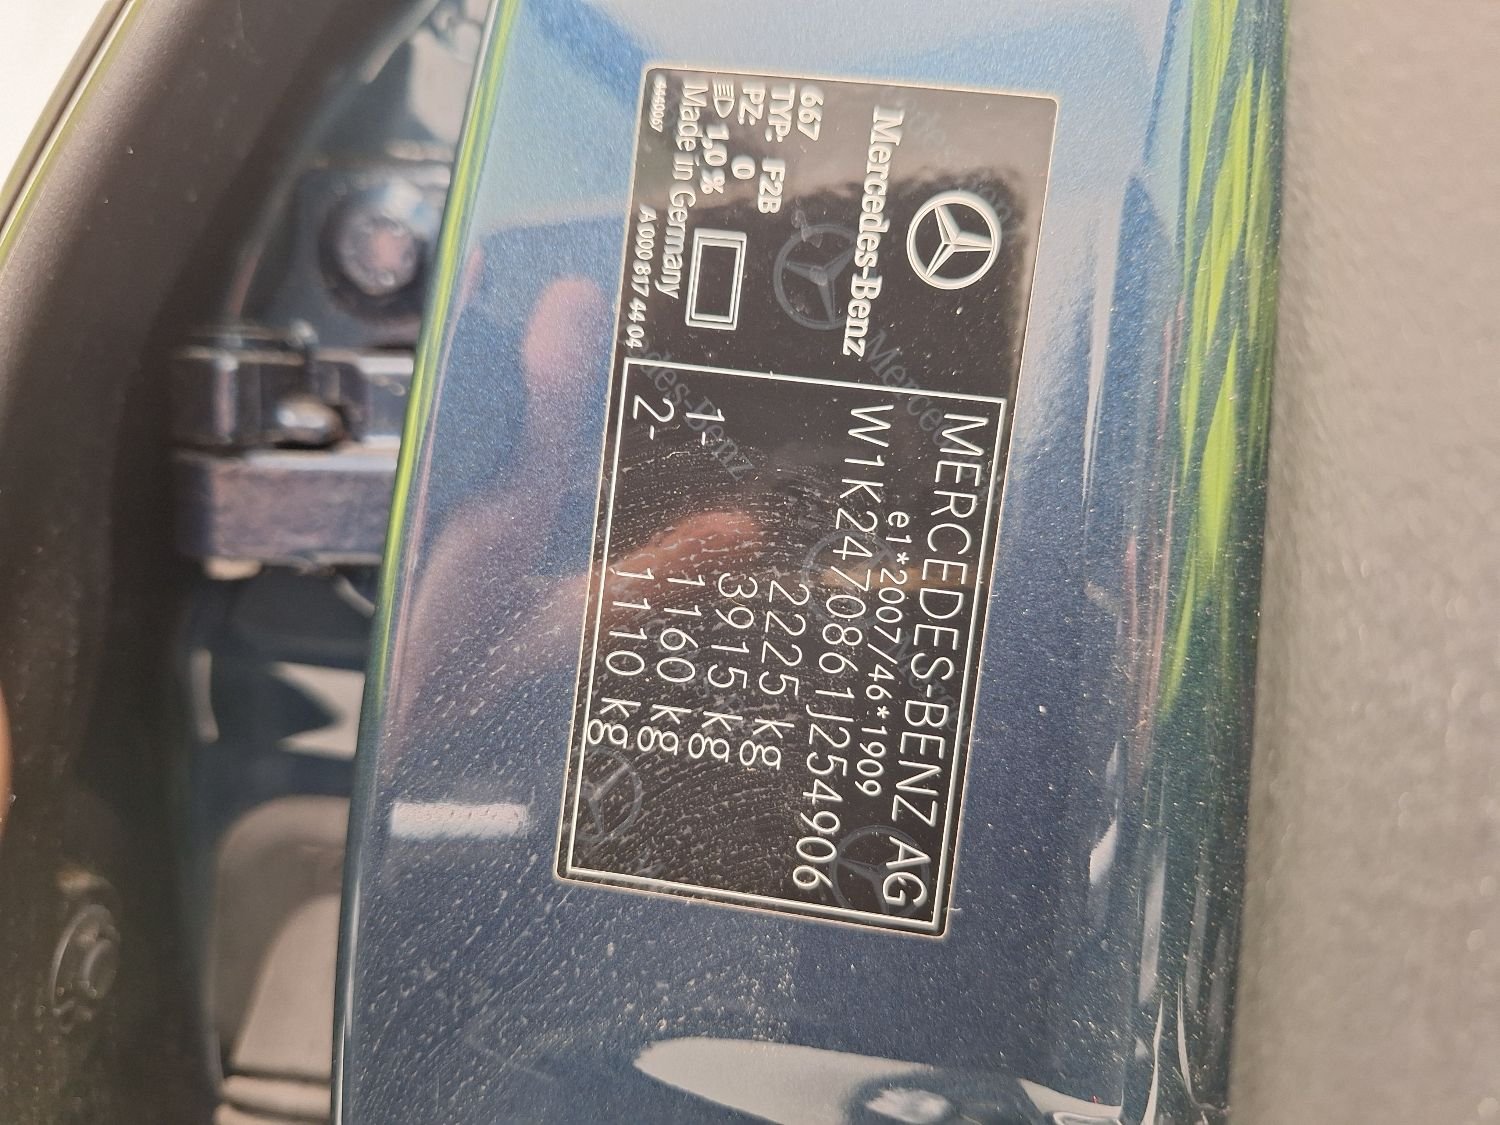 Mercedes-Benz
667
TYP: F2B
PZ: 0
1,0 %
Made in Germany
4449067 A 000 817 44 04
MERCEDES-BENZ AG
e1*2007/46*1909
W1K2470861J254906
2225 kg
3915 kg
1- 1160 kg
2- 1110 kg